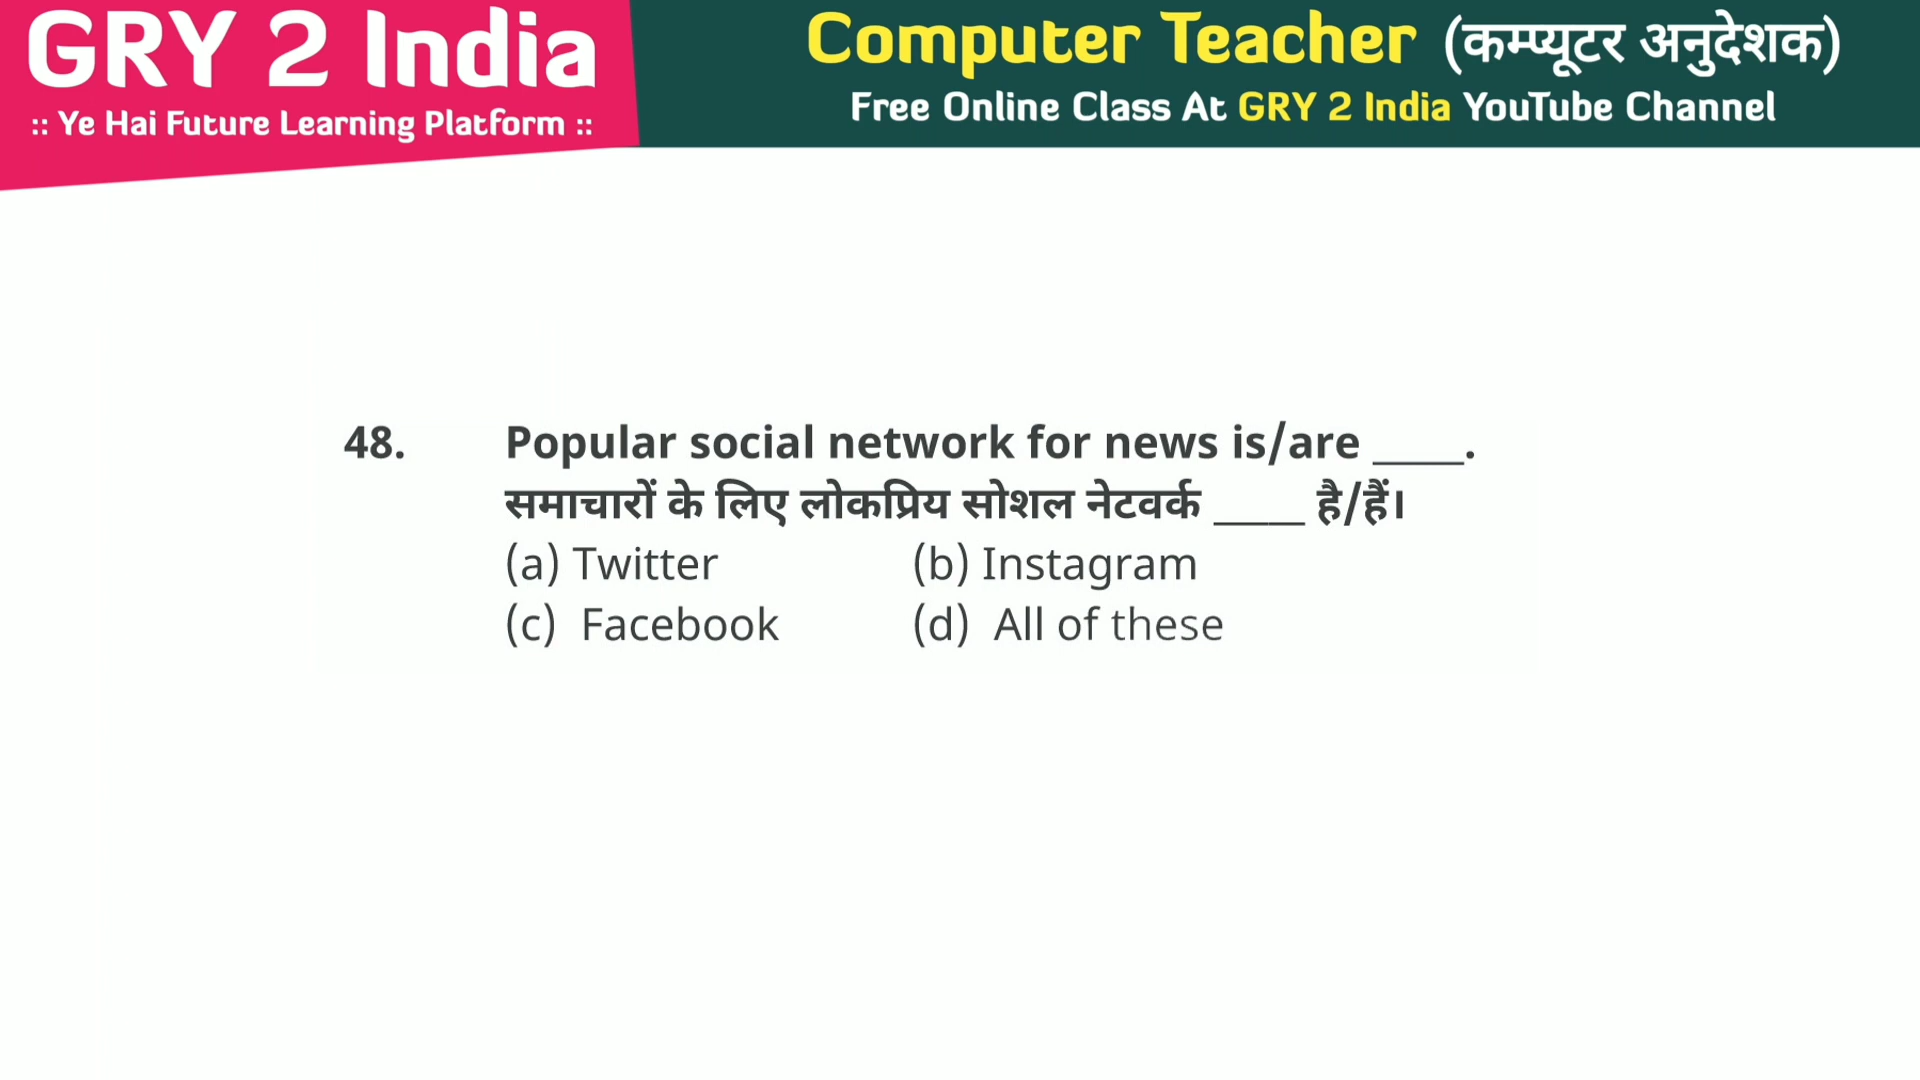 GRY 2 India
:: Ye Hai Future Learning Platform ::
Computer Teacher (कम्प्यूटर अनुदेशक)
Free Online Class At GRY 2 India YouTube Channel
48. Popular social network for news is/are _____.
समाचारों के लिए लोकप्रिय सोशल नेटवर्क _____ है/हैं।
(a) Twitter (b) Instagram
(c) Facebook (d) All of these